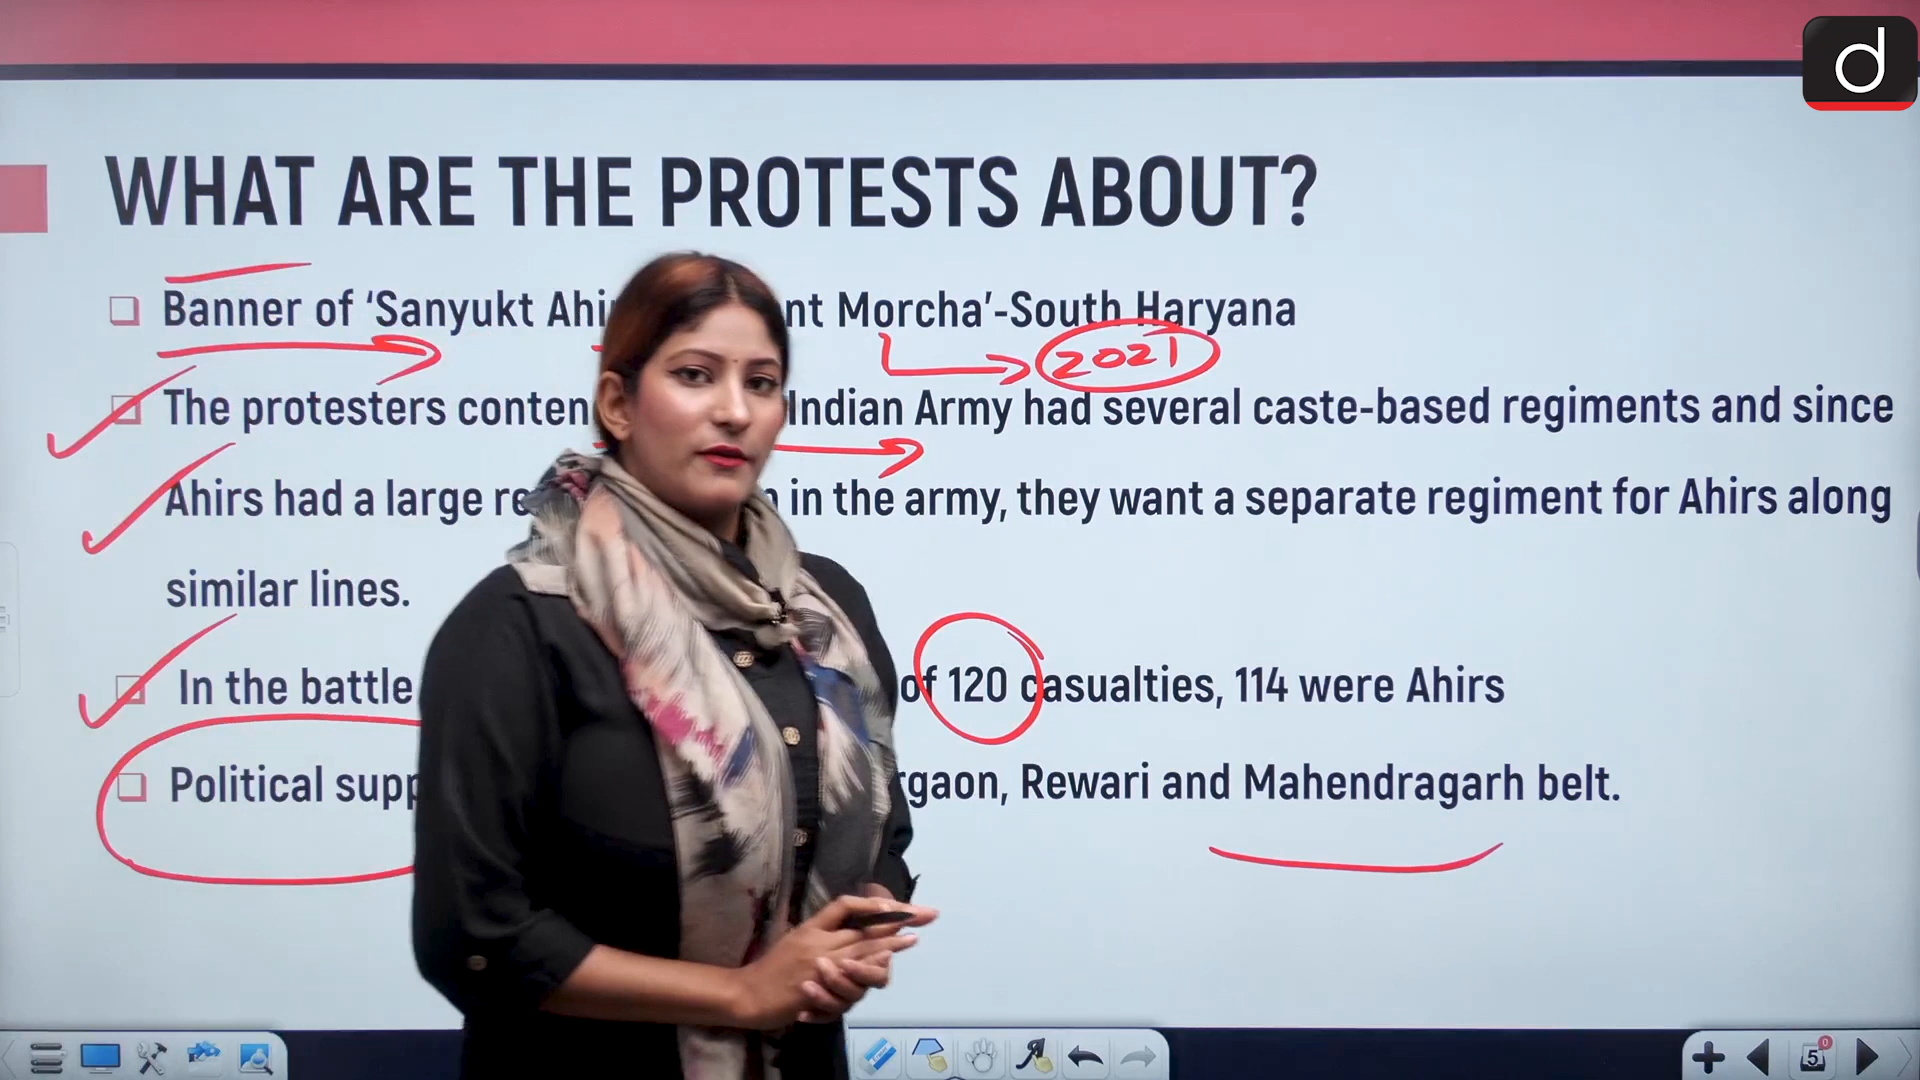 d
WHAT ARE THE PROTESTS ABOUT?
Banner of ‘Sanyukt Ahi nt Morcha’-South Haryana
2021
The protesters conten Indian Army had several caste-based regiments and since
Ahirs had a large re n in the army, they want a separate regiment for Ahirs along
similar lines.
In the battle of 120 casualties, 114 were Ahirs
Political supp rgaon, Rewari and Mahendragarh belt.
5
0